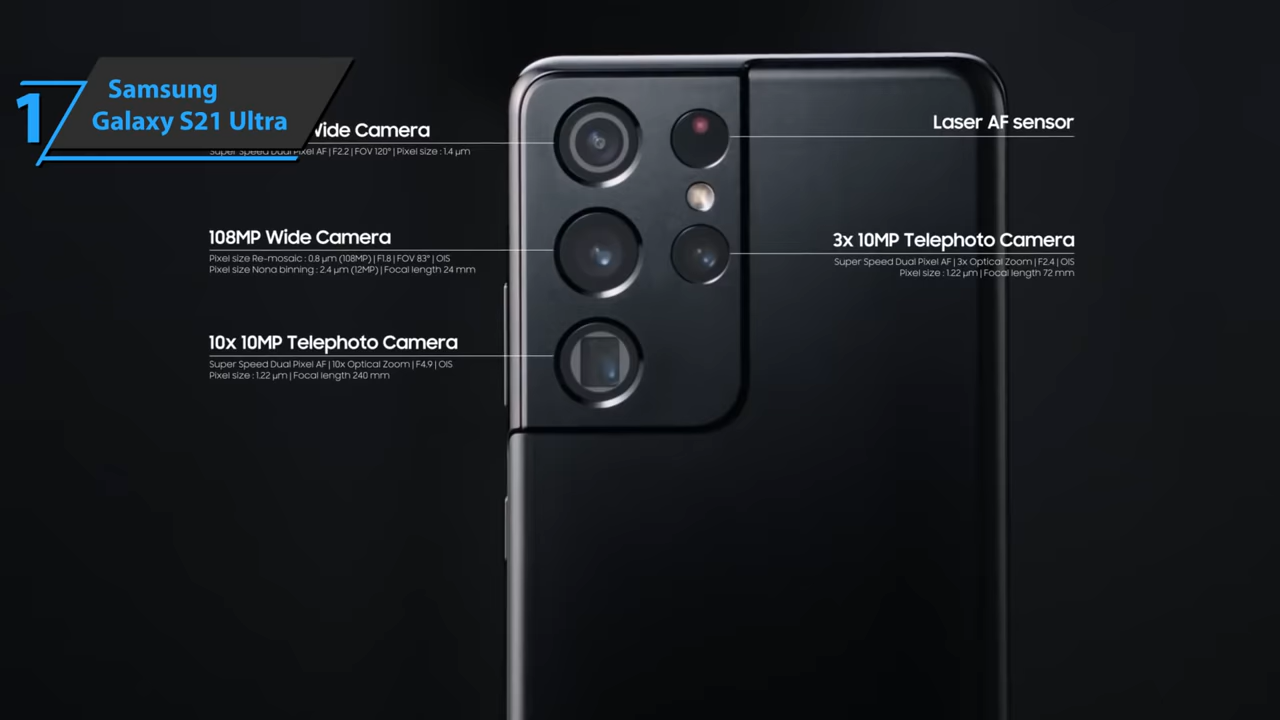 1
Samsung
Galaxy S21 Ultra
Wide Camera
Super Speed Dual Pixel AF | F2.2 | FOV 120° | Pixel size : 1.4 μm
108MP Wide Camera
Pixel size Re-mosaic : 0.8 μm (108MP) | F1.8 | FOV 83° | OIS
Pixel size Nona binning : 2.4 μm (12MP) | Focal length 24 mm
10x 10MP Telephoto Camera
Super Speed Dual Pixel AF | 10x Optical Zoom | F4.9 | OIS
Pixel size : 1.22 μm | Focal length 240 mm
Laser AF sensor
3x 10MP Telephoto Camera
Super Speed Dual Pixel AF | 3x Optical Zoom | F2.4 | OIS
Pixel size : 1.22 μm | Focal length 72 mm